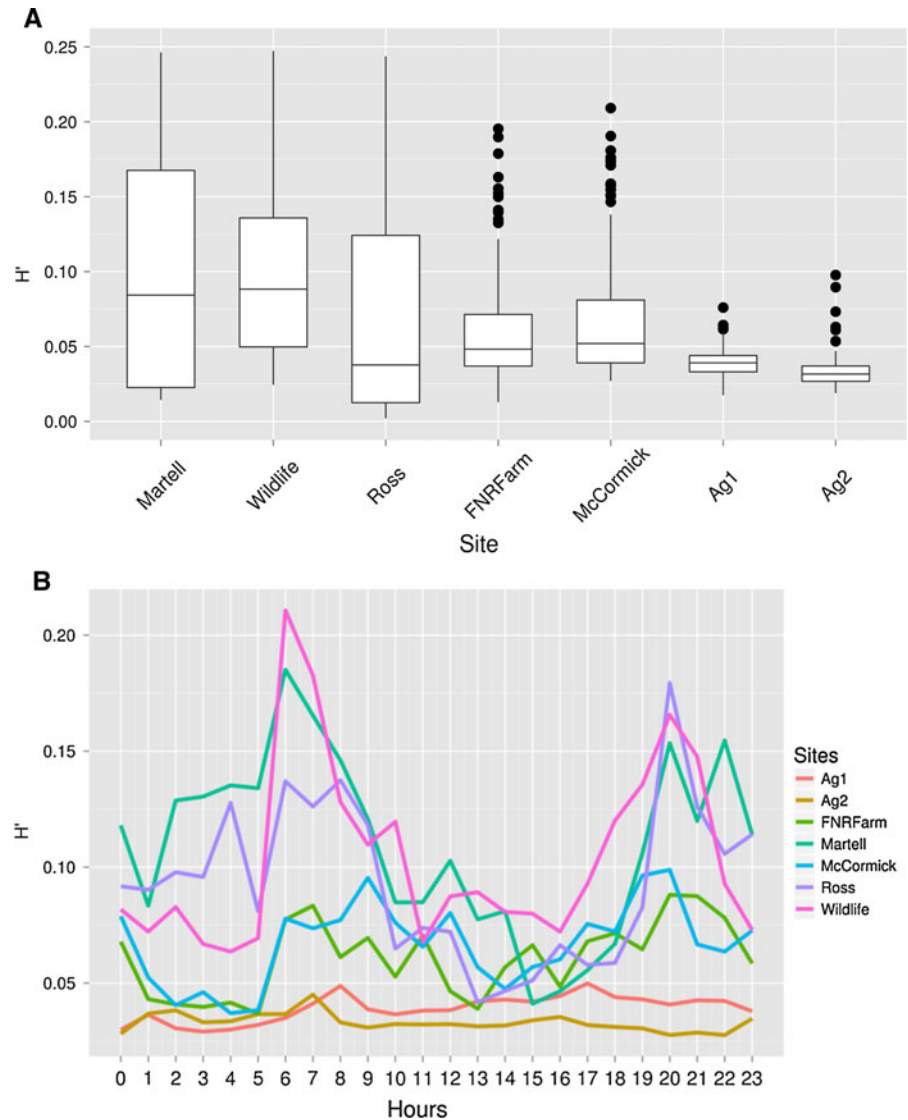 A
0.25
0.20
0.15
0.10
0.05
0.00
H'
Martell
Wildlife
Ross
FNRFarm
McCormick
Ag1
Ag2
Site
B
0.20
0.15
0.10
0.05
H'
0 1 2 3 4 5 6 7 8 9 10 11 12 13 14 15 16 17 18 19 20 21 22 23
Hours
Sites
Ag1
Ag2
FNRFarm
Martell
McCormick
Ross
Wildlife